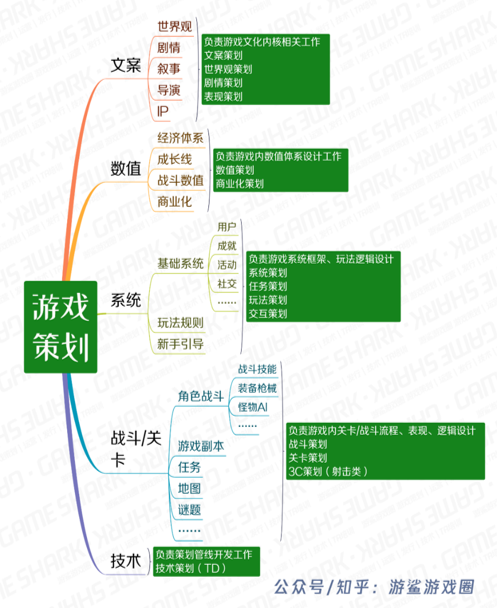 游戏
策划
文案
世界观
剧情
叙事
导演
IP
负责游戏文化内核相关工作
文案策划
世界观策划
剧情策划
表现策划
数值
经济体系
成长线
战斗数值
商业化
负责游戏内数值体系设计工作
数值策划
商业化策划
系统
基础系统
用户
成就
活动
社交
……
玩法规则
新手引导
负责游戏系统框架、玩法逻辑设计
系统策划
任务策划
玩法策划
交互策划
战斗/关
卡
角色战斗
战斗技能
装备枪械
怪物AI
……
游戏副本
任务
地图
谜题
……
负责游戏内关卡/战斗流程、表现、逻辑设计
战斗策划
关卡策划
3C策划（射击类）
技术
负责策划管线开发工作
技术策划（TD）
公众号/知乎：游鲨游戏圈
GAME SHARK